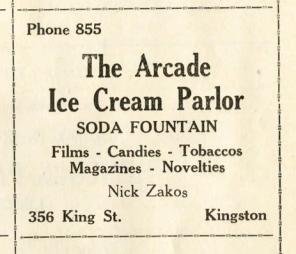 Phone 855
The Arcade
Ice Cream Parlor
SODA FOUNTAIN
Films - Candies - Tobaccos
Magazines - Novelties
Nick Zakos
356 King St. Kingston